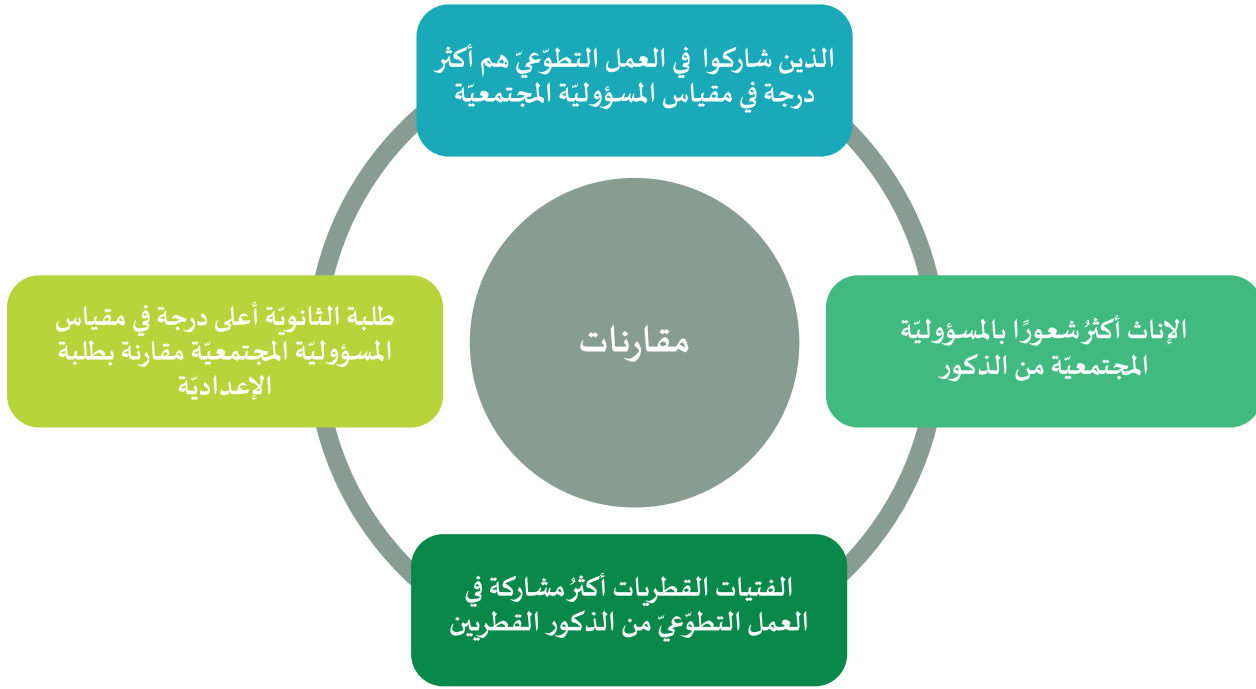 الذين شاركوا في العمل التطوّعيّ هم أكثر
درجة في مقياس المسؤوليّة المجتمعيّة
الإناث أكثرُ شعورًا بالمسؤوليّة
المجتمعيّة من الذكور
مقارنات
طلبة الثانويّة أعلى درجة في مقياس
المسؤوليّة المجتمعيّة مقارنة بطلبة
الإعداديّة
الفتيات القطريات أكثرُ مشاركة في
العمل التطوّعيّ من الذكور القطريين